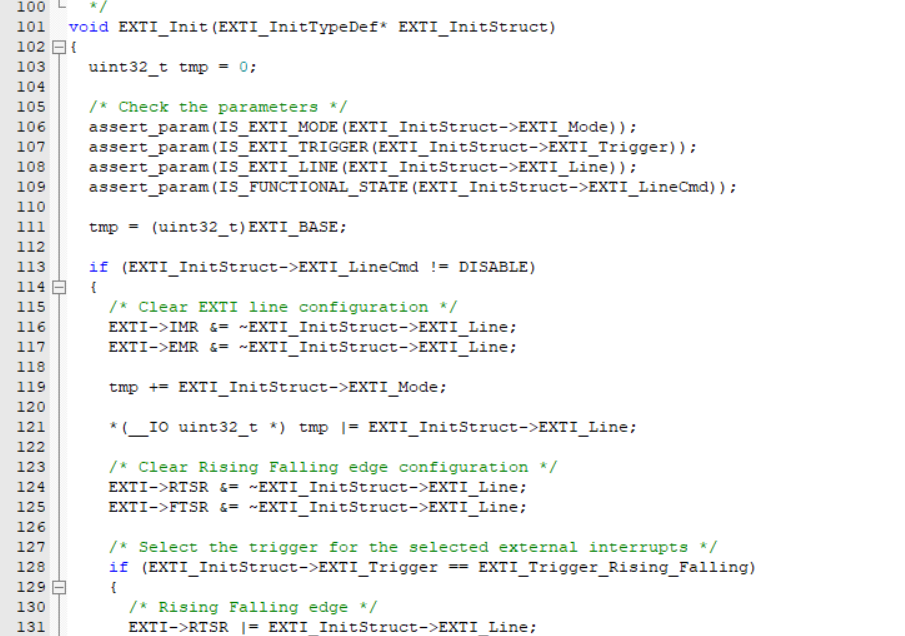 100 */
101 void EXTI_Init(EXTI_InitTypeDef* EXTI_InitStruct)
102 {
103 uint32_t tmp = 0;
104
105 /* Check the parameters */
106 assert_param(IS_EXTI_MODE(EXTI_InitStruct->EXTI_Mode));
107 assert_param(IS_EXTI_TRIGGER(EXTI_InitStruct->EXTI_Trigger));
108 assert_param(IS_EXTI_LINE(EXTI_InitStruct->EXTI_Line));
109 assert_param(IS_FUNCTIONAL_STATE(EXTI_InitStruct->EXTI_LineCmd));
110
111 tmp = (uint32_t)EXTI_BASE;
112
113 if (EXTI_InitStruct->EXTI_LineCmd != DISABLE)
114 {
115 /* Clear EXTI line configuration */
116 EXTI->IMR &= ~EXTI_InitStruct->EXTI_Line;
117 EXTI->EMR &= ~EXTI_InitStruct->EXTI_Line;
118
119 tmp += EXTI_InitStruct->EXTI_Mode;
120
121 *(__IO uint32_t *) tmp |= EXTI_InitStruct->EXTI_Line;
122
123 /* Clear Rising Falling edge configuration */
124 EXTI->RTSR &= ~EXTI_InitStruct->EXTI_Line;
125 EXTI->FTSR &= ~EXTI_InitStruct->EXTI_Line;
126
127 /* Select the trigger for the selected external interrupts */
128 if (EXTI_InitStruct->EXTI_Trigger == EXTI_Trigger_Rising_Falling)
129 {
130 /* Rising Falling edge */
131 EXTI->RTSR |= EXTI_InitStruct->EXTI_Line;